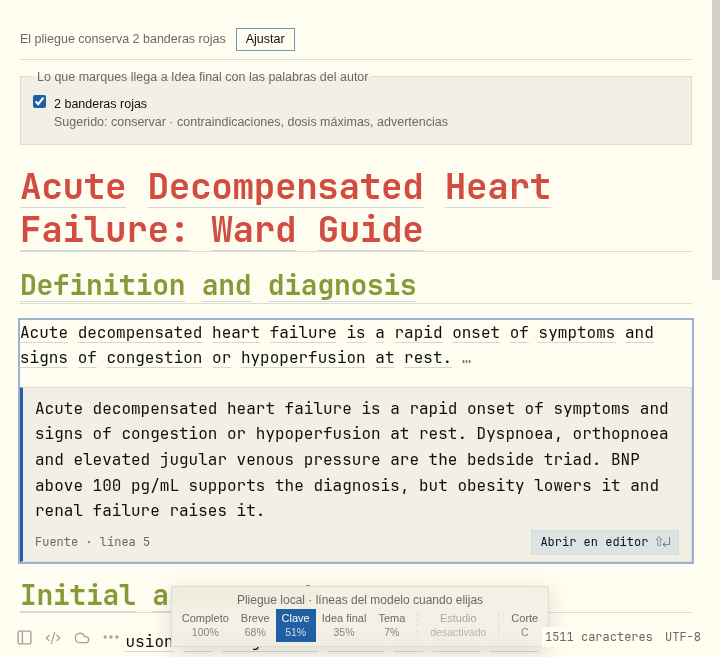 El pliegue conserva 2 banderas rojas Ajustar
Lo que marques llega a Idea final con las palabras del autor
2 banderas rojas
Sugerido: conservar · contraindicaciones, dosis máximas, advertencias
Acute Decompensated Heart
Failure: Ward Guide
Definition and diagnosis
Acute decompensated heart failure is a rapid onset of symptoms and
signs of congestion or hypoperfusion at rest. …
Acute decompensated heart failure is a rapid onset of symptoms and
signs of congestion or hypoperfusion at rest. Dyspnoea, orthopnoea
and elevated jugular venous pressure are the bedside triad. BNP
above 100 pg/mL supports the diagnosis, but obesity lowers it and
renal failure raises it.
Fuente · línea 5 Abrir en editor ⇧↵
Initial
Pliegue local · líneas del modelo cuando elijas
Completo Breve Clave Idea final Tema Estudio Corte
100% 68% 51% 35% 7% desactivado C
1511 caracteres UTF-8